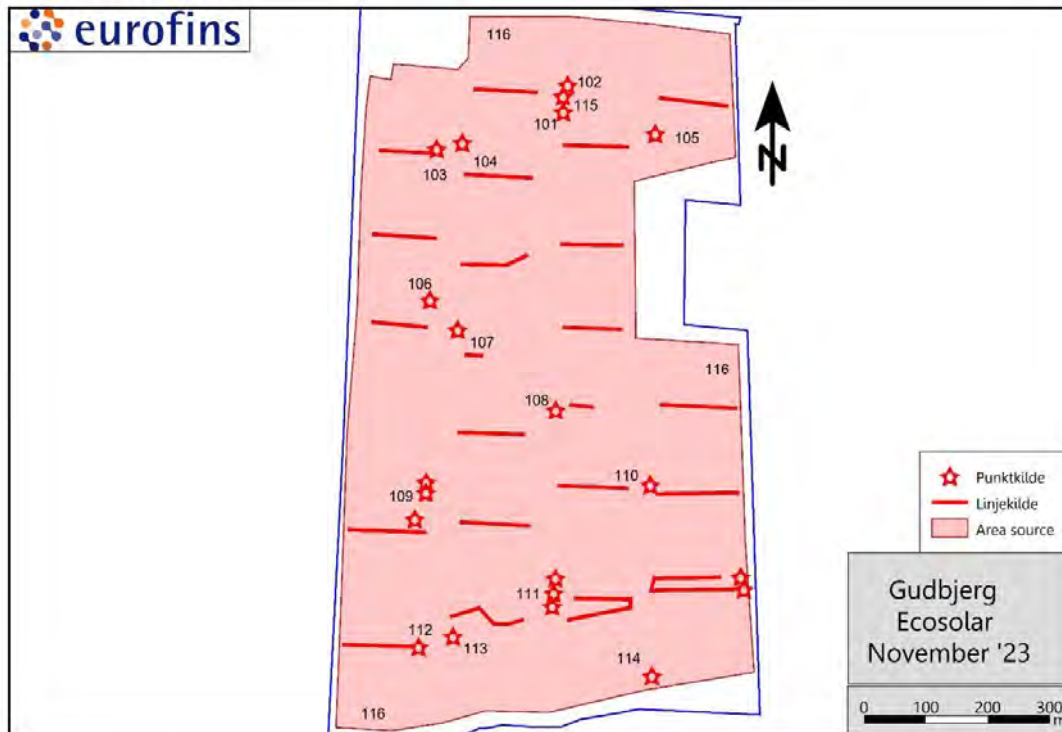 eurofins
116
102
115
101
105
104
103
106
107
116
108
110
109
111
112
113
114
116
N
Punktkilde
Linjekilde
Area source
Gudbjerg
Ecosolar
November '23
0 100 200 300
m